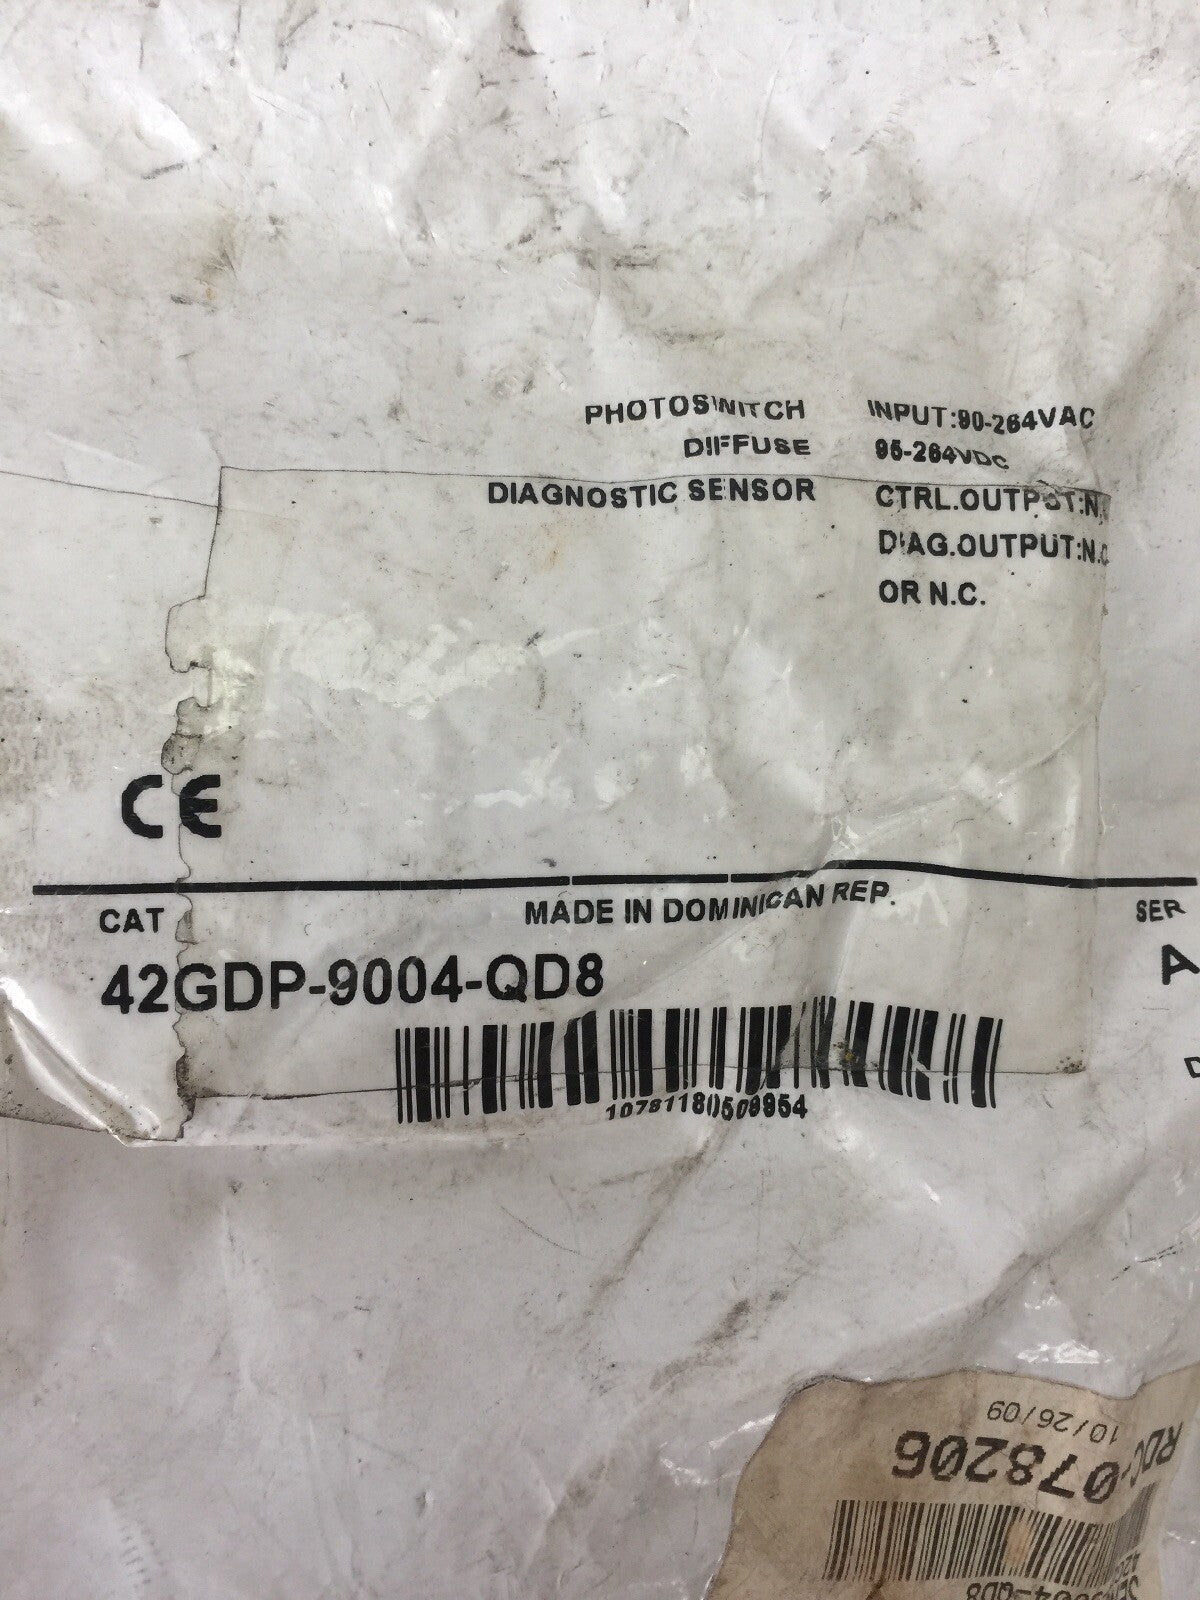 PHOTOSWITCH INPUT:90-264VAC
DIFFUSE 95-264VDC
DIAGNOSTIC SENSOR CTRL.OUTPUT:N.
DIAG.OUTPUT:N.O
OR N.C.
CE
CAT MADE IN DOMINICAN REP. SER
42GDP-9004-QD8 A
D
10781180509954
10/26/09
RDC-078206